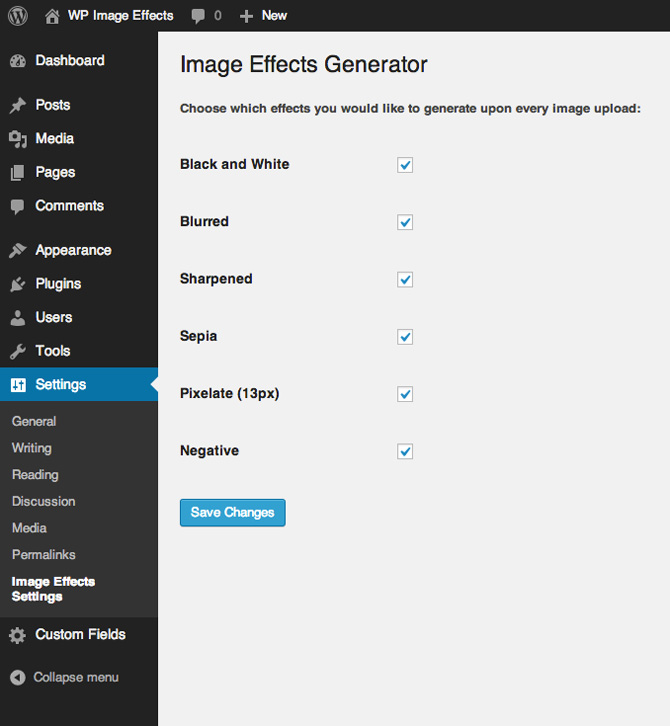 WP Image Effects 0 New
Dashboard
Posts
Media
Pages
Comments
Appearance
Plugins
Users
Tools
Settings
General
Writing
Reading
Discussion
Media
Permalinks
Image Effects
Settings
Custom Fields
Collapse menu
Image Effects Generator
Choose which effects you would like to generate upon every image upload:
Black and White
Blurred
Sharpened
Sepia
Pixelate (13px)
Negative
Save Changes